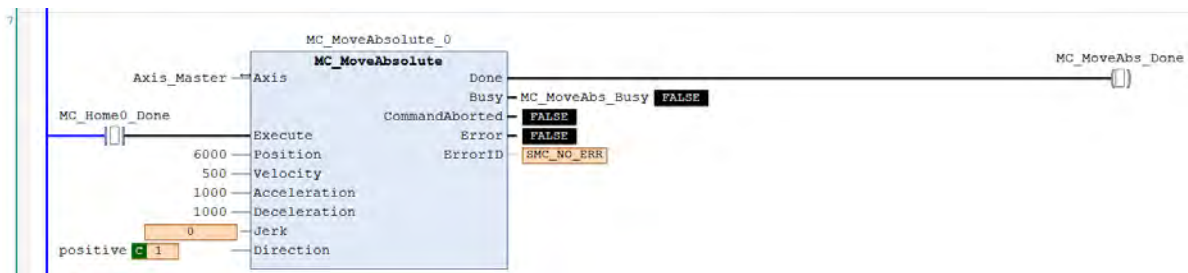 7
MC_MoveAbsolute_0
MC_MoveAbsolute
MC_MoveAbs_Done
Axis_Master Axis Done
Busy MC_MoveAbs_Busy FALSE
MC_Home0_Done CommandAborted FALSE
Execute Error FALSE
6000 Position ErrorID SMC_NO_ERR
500 Velocity
1000 Acceleration
1000 Deceleration
0 Jerk
positive C 1 Direction